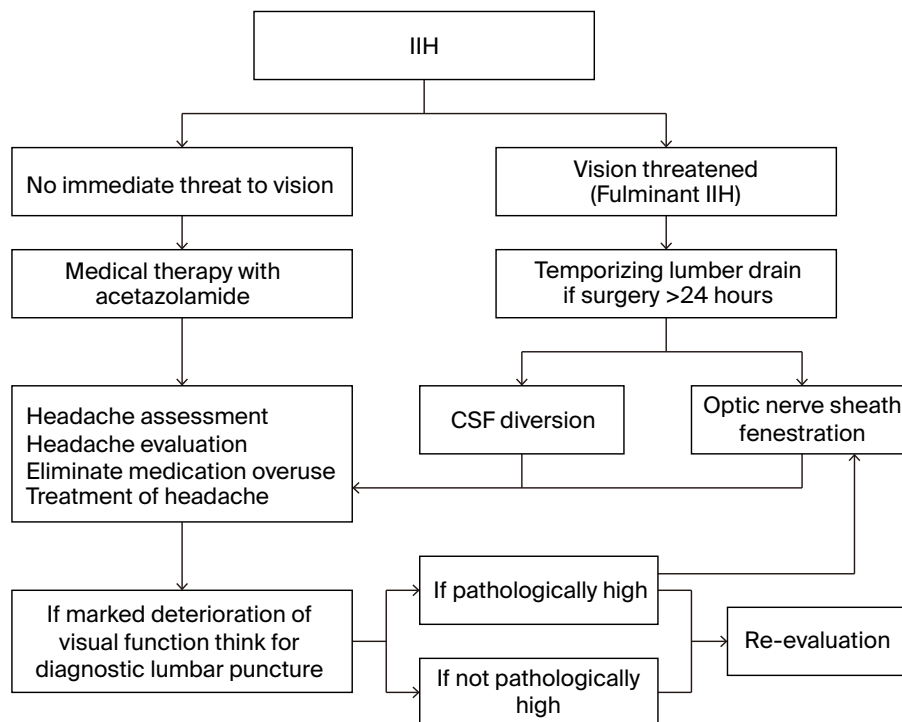 IIH
No immediate threat to vision
Vision threatened
(Fulminant IIH)
Medical therapy with
acetazolamide
Temporizing lumber drain
if surgery >24 hours
Headache assessment
Headache evaluation
Eliminate medication overuse
Treatment of headache
CSF diversion
Optic nerve sheath
fenestration
If marked deterioration of
visual function think for
diagnostic lumbar puncture
If pathologically high
If not pathologically
high
Re-evaluation